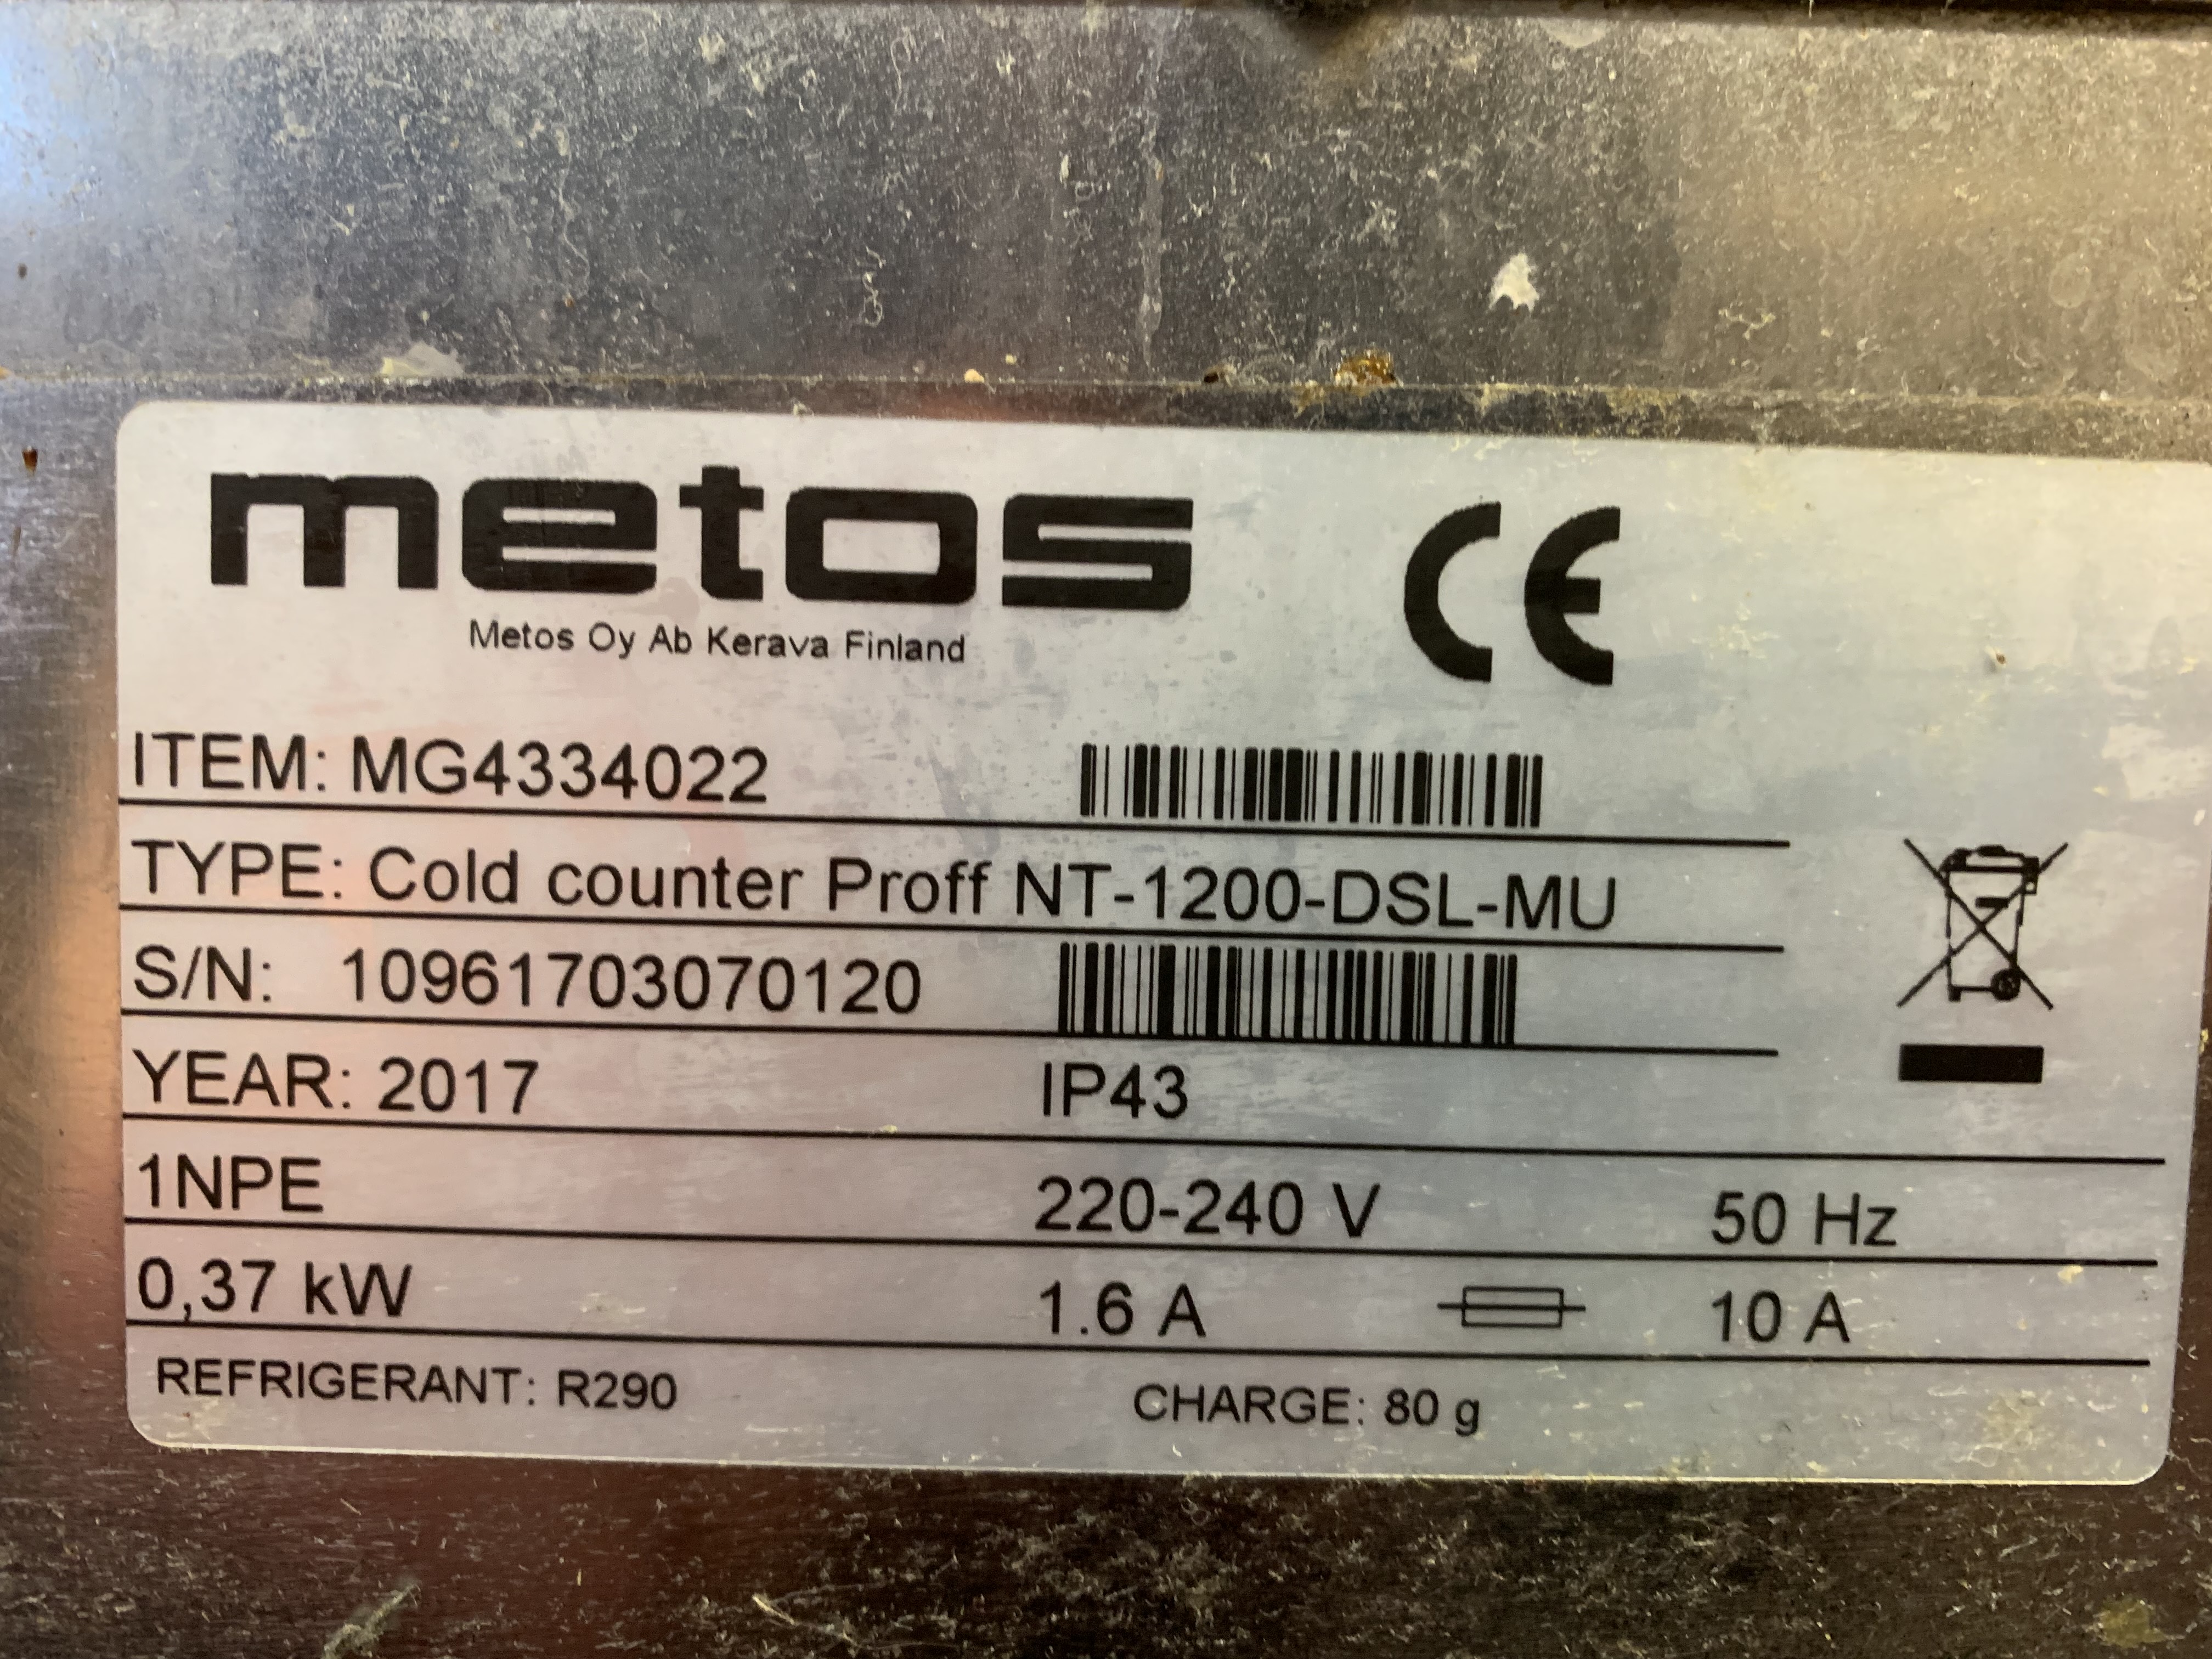 metos
CE
Metos Oy Ab Kerava Finland
ITEM: MG4334022
TYPE: Cold counter Proff NT-1200-DSL-MU
S/N: 10961703070120
YEAR: 2017 IP43
1NPE 220-240 V 50 Hz
0,37 kW 1.6 A 10 A
REFRIGERANT: R290 CHARGE: 80 g